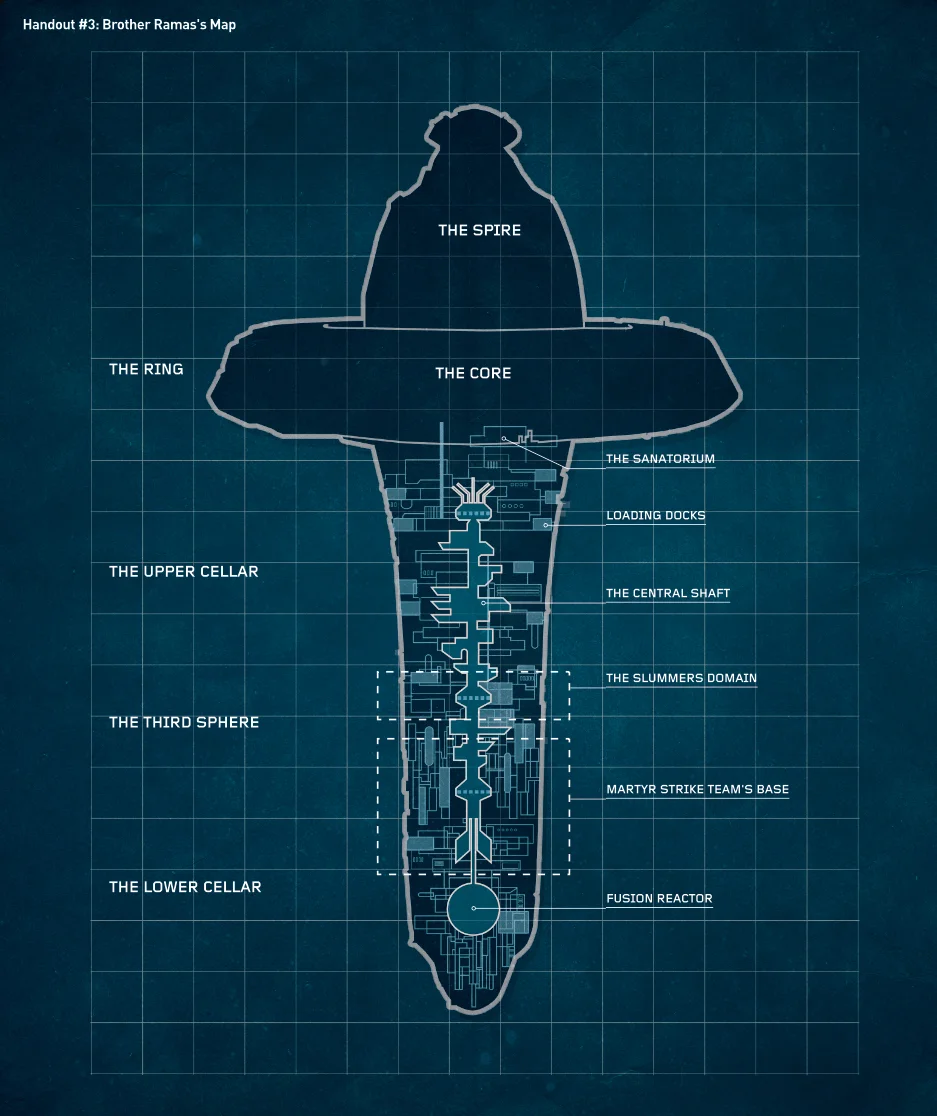 Handout #3: Brother Ramas's Map
THE SPIRE
THE RING
THE CORE
THE SANATORIUM
LOADING DOCKS
THE UPPER CELLAR
THE CENTRAL SHAFT
THE SLUMMERS DOMAIN
THE THIRD SPHERE
MARTYR STRIKE TEAM'S BASE
THE LOWER CELLAR
FUSION REACTOR